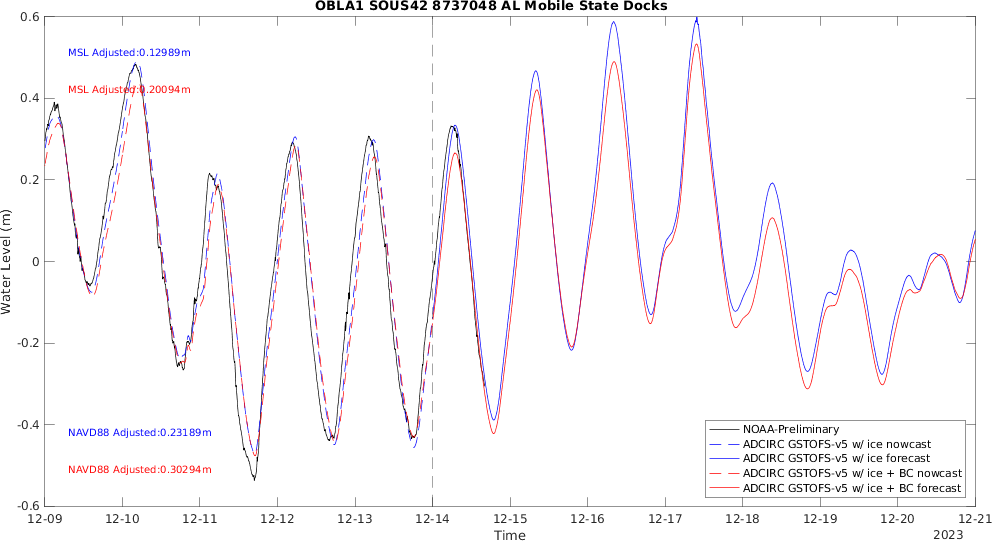 OBLA1 SOUS42 8737048 AL Mobile State Docks
0.6
0.4
0.2
0
-0.2
-0.4
-0.6
Water Level (m)
MSL Adjusted:0.12989m
MSL Adjusted:0.20094m
NAVD88 Adjusted:0.23189m
NAVD88 Adjusted:0.30294m
NOAA-Preliminary
ADCIRC GSTOFS-v5 w/ ice nowcast
ADCIRC GSTOFS-v5 w/ ice forecast
ADCIRC GSTOFS-v5 w/ ice + BC nowcast
ADCIRC GSTOFS-v5 w/ ice + BC forecast
12-09 12-10 12-11 12-12 12-13 12-14 12-15 12-16 12-17 12-18 12-19 12-20 12-21
Time
2023